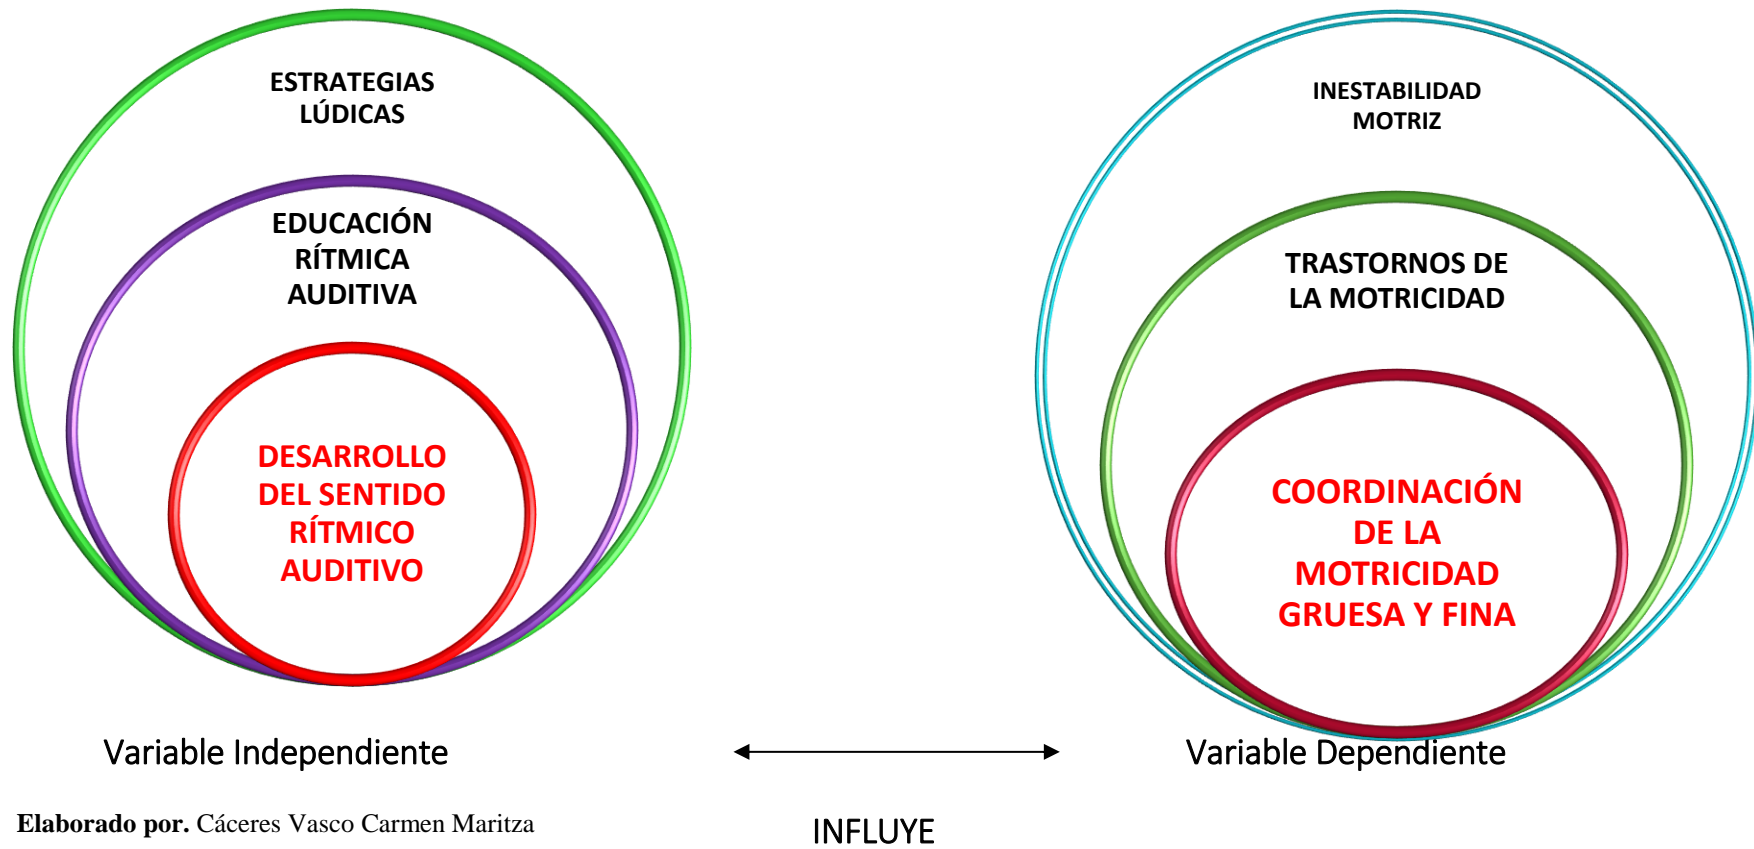 ESTRATEGIAS
LÚDICAS
EDUCACIÓN
RÍTMICA
AUDITIVA
DESARROLLO
DEL SENTIDO
RÍTMICO
AUDITIVO
INESTABILIDAD
MOTRIZ
TRASTORNOS DE
LA MOTRICIDAD
COORDINACIÓN
DE LA
MOTRICIDAD
GRUESA Y FINA
Variable Independiente
Variable Dependiente
Elaborado por. Cáceres Vasco Carmen Maritza
INFLUYE